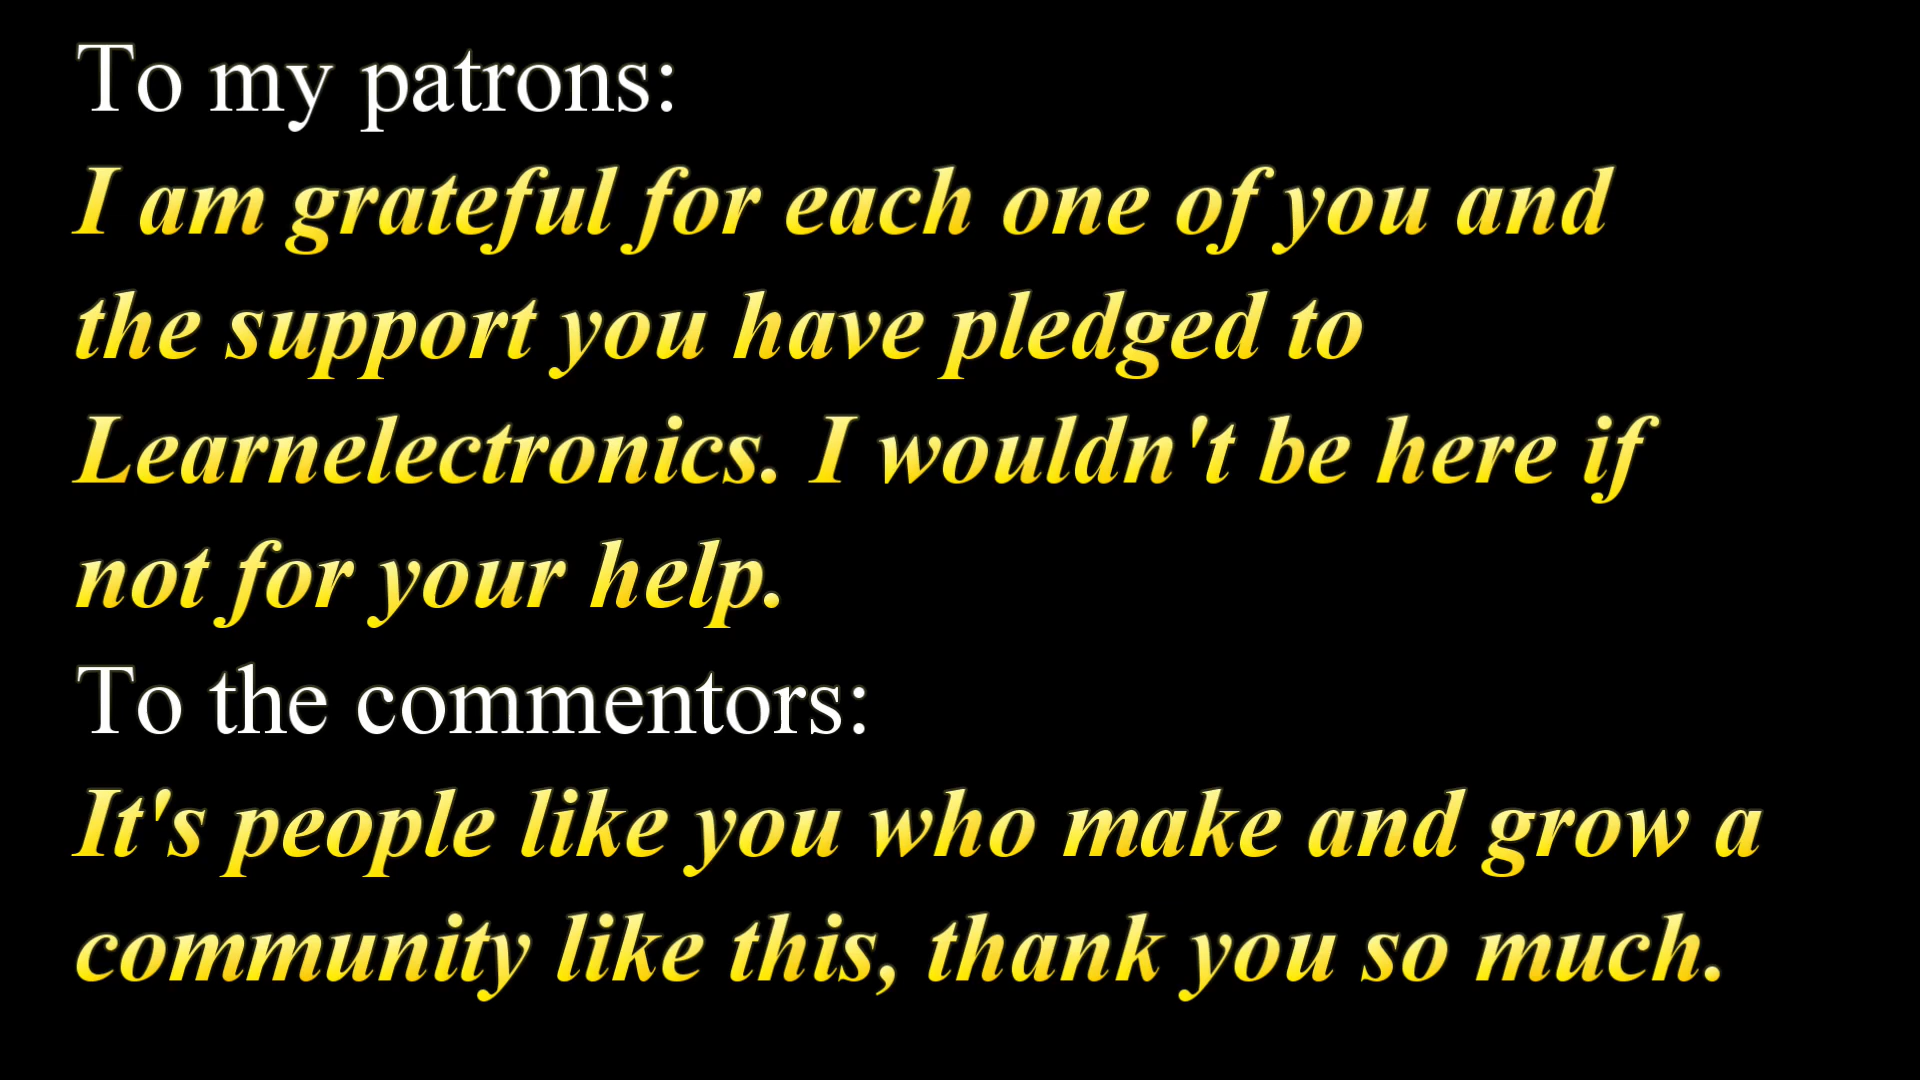 To my patrons:
I am grateful for each one of you and
the support you have pledged to
Learnelectronics. I wouldn't be here if
not for your help.
To the commentors:
It's people like you who make and grow a
community like this, thank you so much.